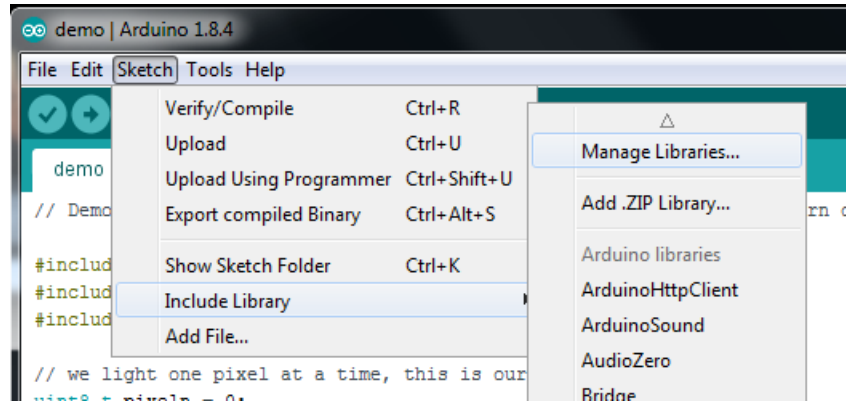 demo | Arduino 1.8.4
File Edit Sketch Tools Help
Verify/Compile Ctrl+R
Upload Ctrl+U
Upload Using Programmer Ctrl+Shift+U
Export compiled Binary Ctrl+Alt+S
Show Sketch Folder Ctrl+K
Include Library
Add File...
Manage Libraries...
Add .ZIP Library...
Arduino libraries
ArduinoHttpClient
ArduinoSound
AudioZero
Bridge
demo
// Demo
#includ
#includ
#includ
// we light one pixel at a time, this is our
uint8_t pixeln = 0;